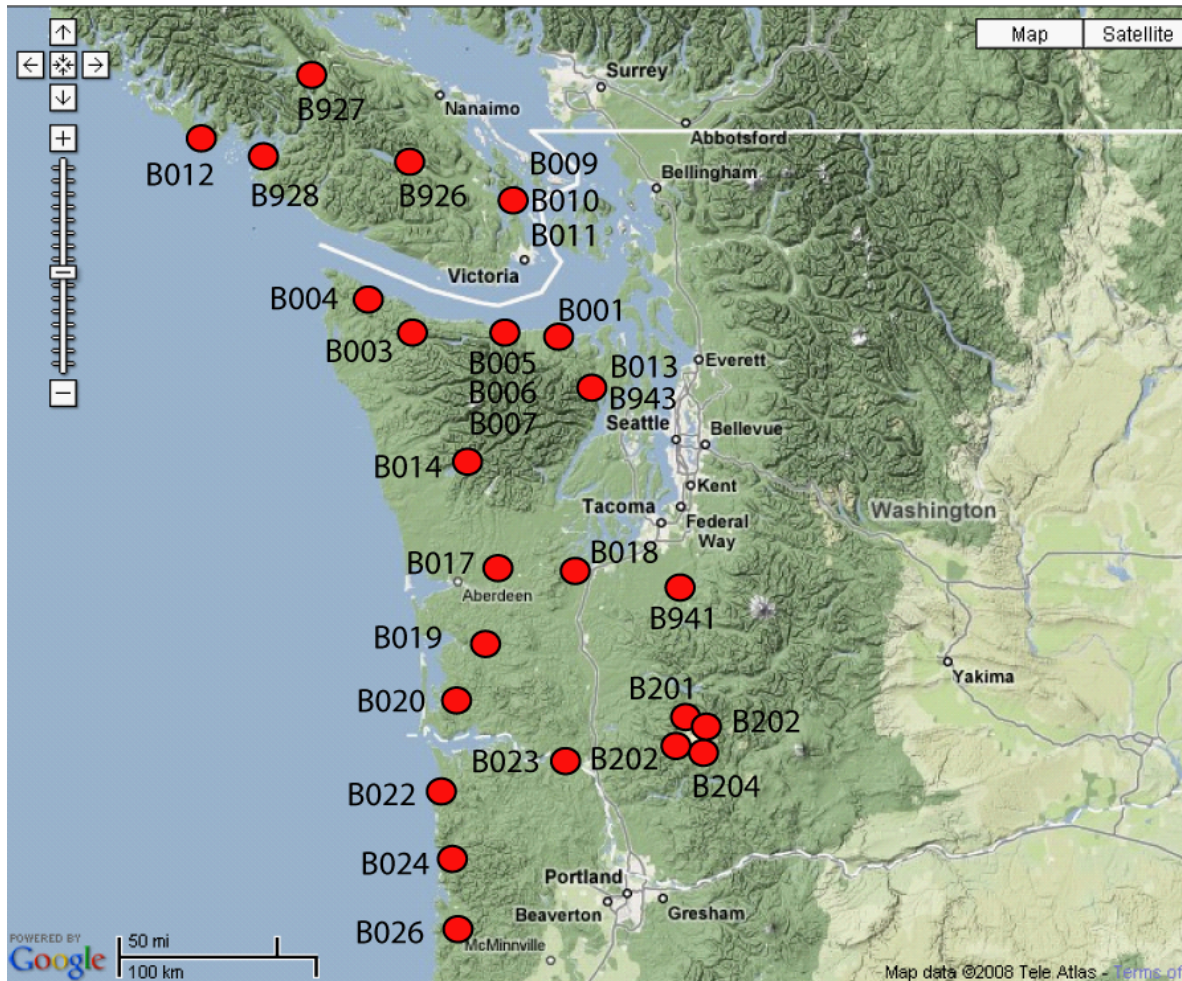 Map
Satellite
Surrey
Nanaimo
Abbotsford
B927
B012
B928
B926
B009
B010
B011
Bellingham
Victoria
B004
B003
B001
B005
B006
B007
B013
B943
Everett
Seattle
Bellevue
B014
Kent
Tacoma
Federal
Way
Washington
B017
Aberdeen
B018
B941
B019
Yakima
B020
B201
B202
B202
B204
B023
B022
B024
Portland
Beaverton
Gresham
B026
McMinnville
POWERED BY
Google
50 mi
100 km
Map data ©2008 Tele Atlas - Terms of